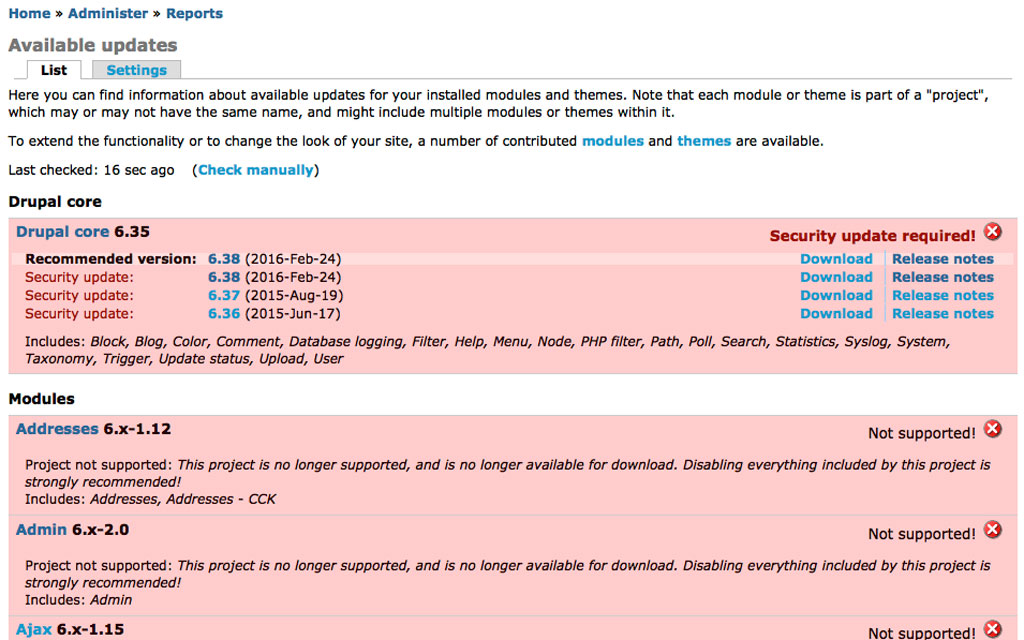 Home » Administer » Reports
Available updates
List Settings
Here you can find information about available updates for your installed modules and themes. Note that each module or theme is part of a "project",
which may or may not have the same name, and might include multiple modules or themes within it.
To extend the functionality or to change the look of your site, a number of contributed modules and themes are available.
Last checked: 16 sec ago (Check manually)
Drupal core
Drupal core 6.35 Security update required!
Recommended version: 6.38 (2016-Feb-24) Download Release notes
Security update: 6.38 (2016-Feb-24) Download Release notes
Security update: 6.37 (2015-Aug-19) Download Release notes
Security update: 6.36 (2015-Jun-17) Download Release notes
Includes: Block, Blog, Color, Comment, Database logging, Filter, Help, Menu, Node, PHP filter, Path, Poll, Search, Statistics, Syslog, System,
Taxonomy, Trigger, Update status, Upload, User
Modules
Addresses 6.x-1.12 Not supported!
Project not supported: This project is no longer supported, and is no longer available for download. Disabling everything included by this project is
strongly recommended!
Includes: Addresses, Addresses - CCK
Admin 6.x-2.0 Not supported!
Project not supported: This project is no longer supported, and is no longer available for download. Disabling everything included by this project is
strongly recommended!
Includes: Admin
Ajax 6.x-1.15 Not supported!